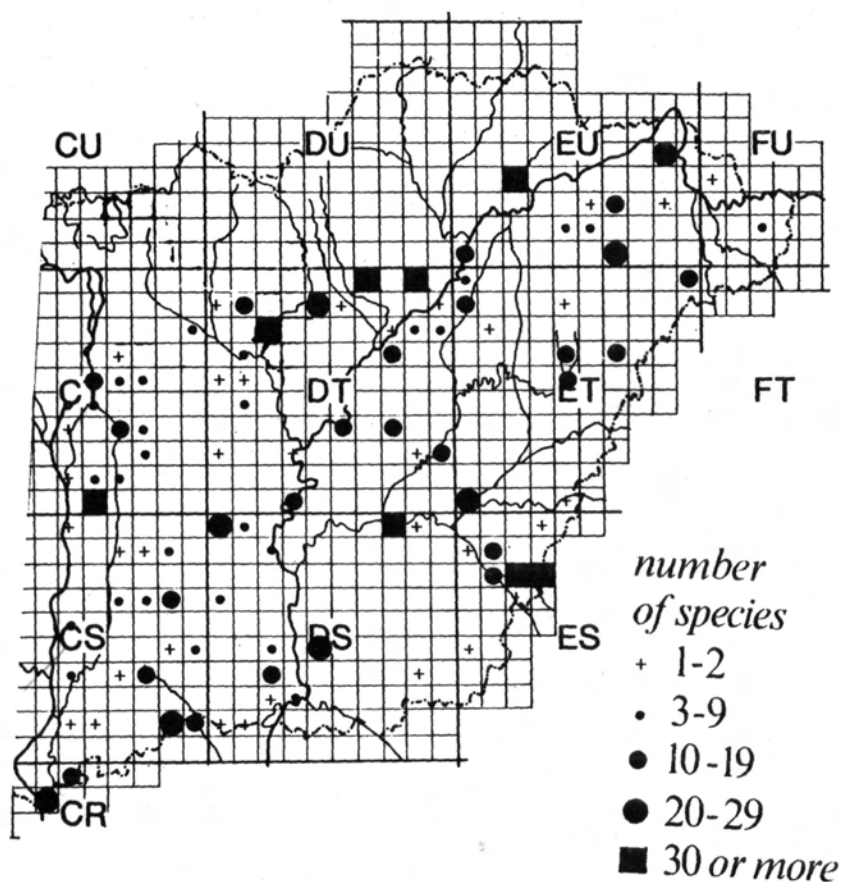 CU DU EU FU
CT DT ET FT
CS DS ES
CR
number
of species
+ 1-2
• 3-9
● 10-19
● 20-29
■ 30 or more